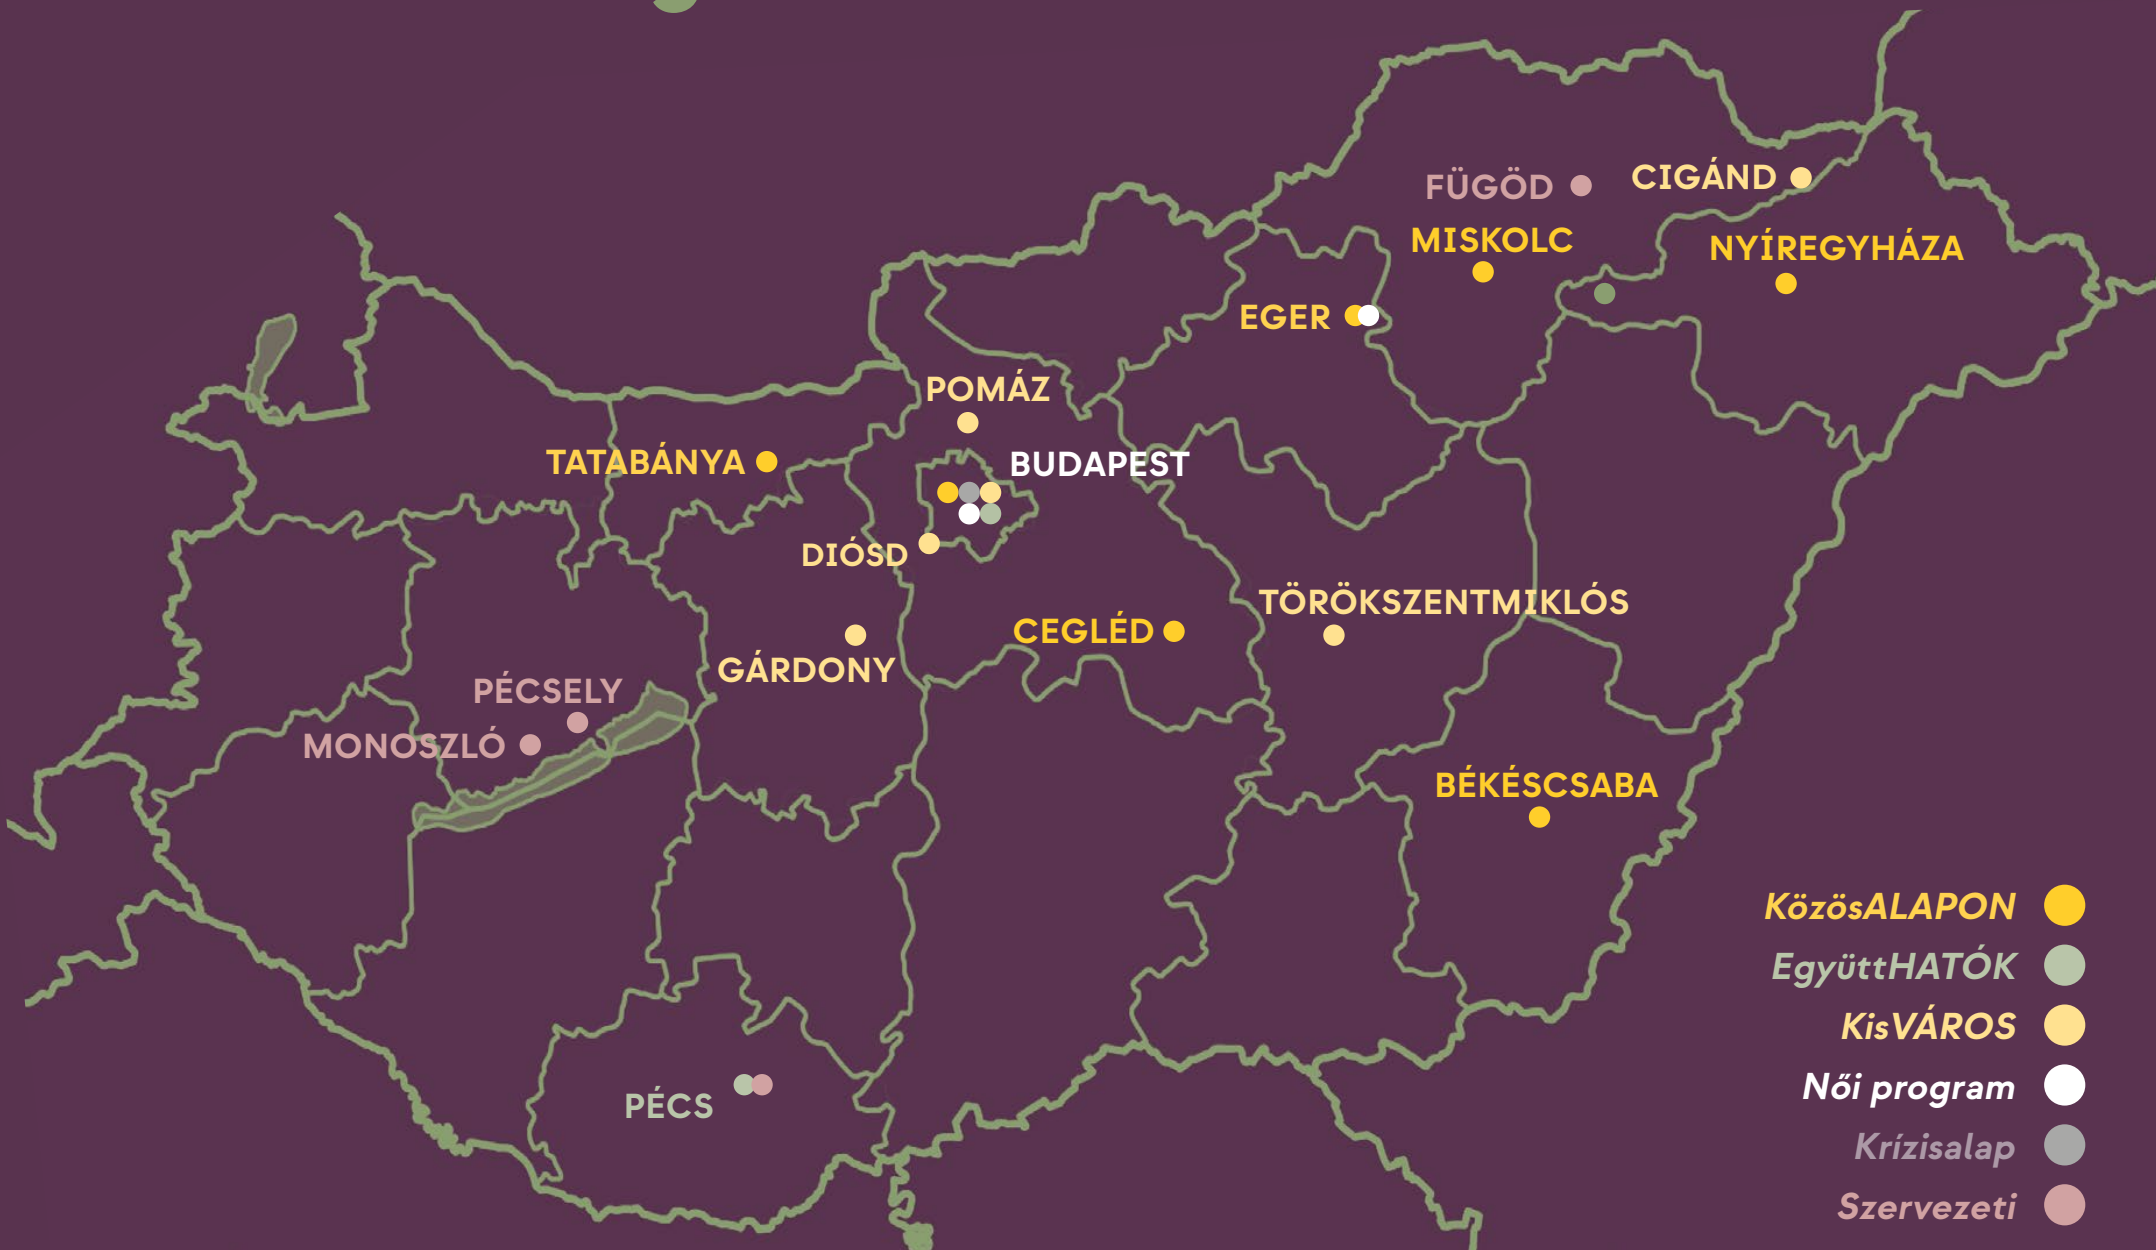 FÜGÖD
CIGÁND
MISKOLC
NYÍREGYHÁZA
EGER
POMÁZ
TATABÁNYA
BUDAPEST
DIÓSD
TÖRÖKSZENTMIKLÓS
CEGLÉD
GÁRDONY
PÉCSELY
MONOSZLÓ
BÉKÉSCSABA
PÉCS
KözösALAPON
EgyüttHATÓK
KisVÁROS
Női program
Krízisalap
Szervezeti